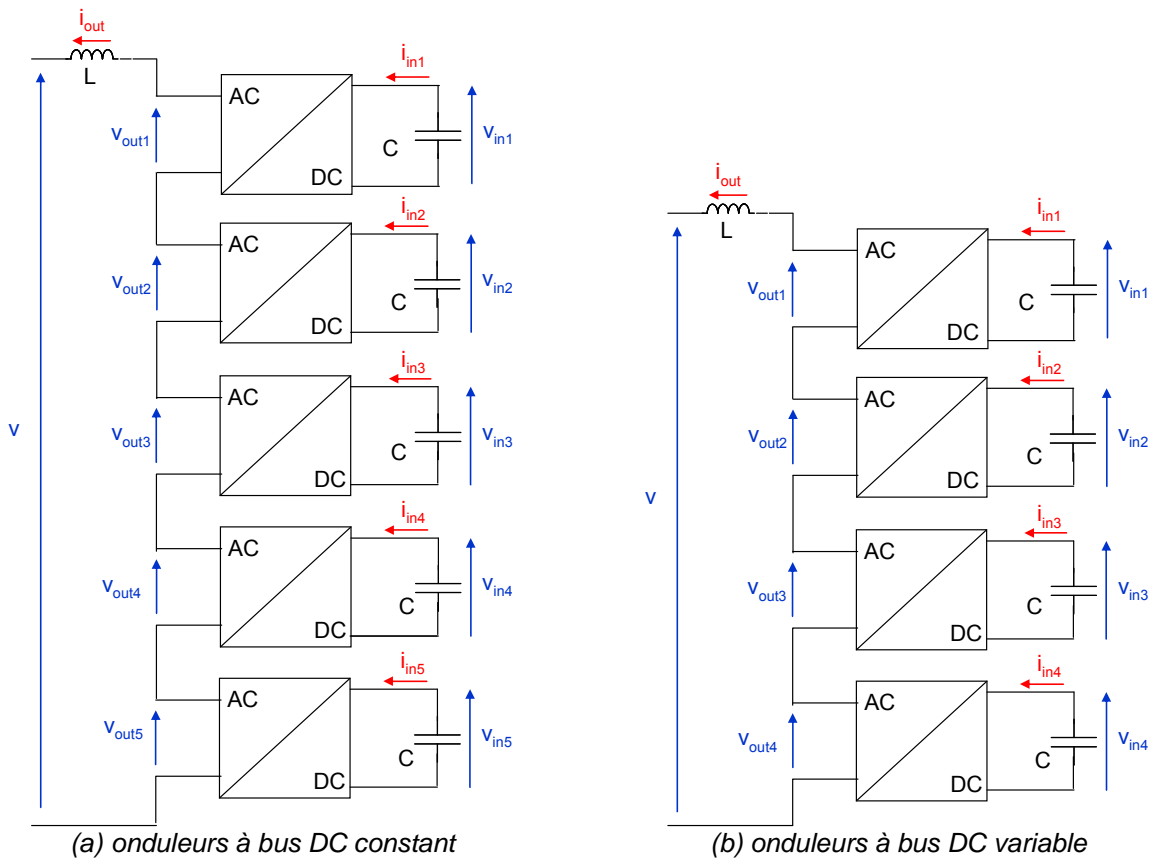 i_out
L
v
AC
DC
v_out1
i_in1
C
v_in1
AC
DC
v_out2
i_in2
C
v_in2
AC
DC
v_out3
i_in3
C
v_in3
AC
DC
v_out4
i_in4
C
v_in4
AC
DC
v_out5
i_in5
C
v_in5
(a) onduleurs à bus DC constant
i_out
L
v
AC
DC
v_out1
i_in1
C
v_in1
AC
DC
v_out2
i_in2
C
v_in2
AC
DC
v_out3
i_in3
C
v_in3
AC
DC
v_out4
i_in4
C
v_in4
(b) onduleurs à bus DC variable